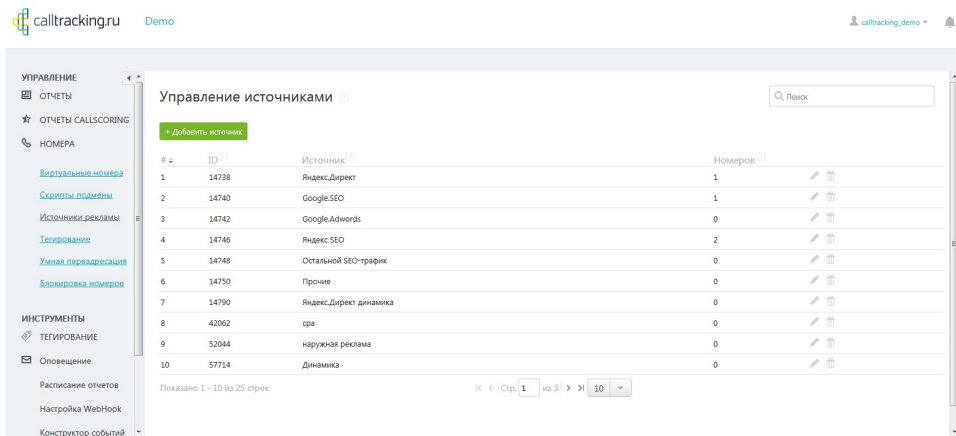 calltracking.ru
Demo
calltracking_demo
УПРАВЛЕНИЕ
ОТЧЕТЫ
ОТЧЕТЫ CALLSCORING
НОМЕРА
Виртуальные номера
Скрипты подмены
Источники рекламы
Тегирование
Умная переадресация
Блокировка номеров
ИНСТРУМЕНТЫ
ТЕГИРОВАНИЕ
Оповещение
Расписание отчетов
Настройка WebHook
Конструктор событий
Управление источниками ?
Поиск
+ Добавить источник
# ID ? Источник ? Номеров ?
1 14738 Яндекс.Директ 1
2 14740 Google.SEO 1
3 14742 Google.Adwords 0
4 14746 Яндекс SEO 2
5 14748 Остальной SEO-трафик 0
6 14750 Прочие 0
7 14790 Яндекс.Директ динамика 0
8 42062 cpa 0
9 52044 наружная реклама 0
10 57714 Динамика 0
Показано 1 - 10 из 25 строк Стр. 1 из 3 10